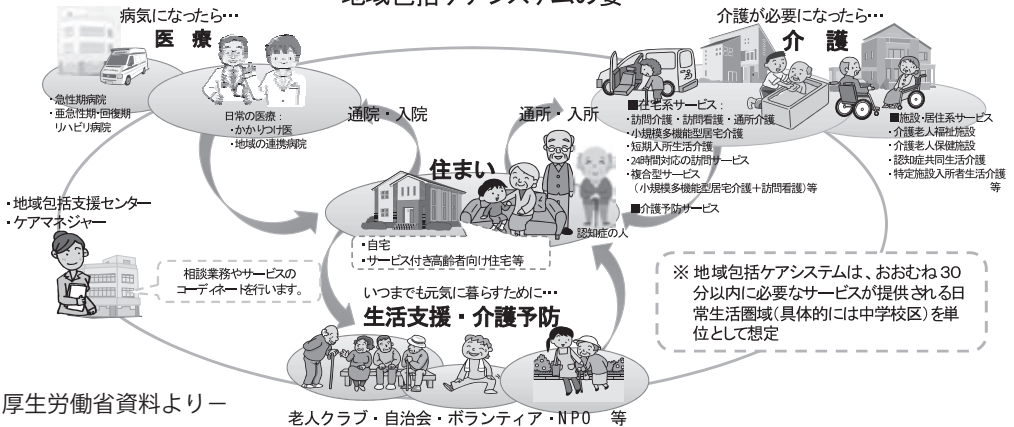 地域包括ケアシステムの姿
病気になったら…
医 療
・急性期病院
・亜急性期・回復期
リハビリ病院
日常の医療：
・かかりつけ医
・地域の連携病院
通院・入院
通所・入所
介護が必要になったら…
介 護
■在宅系サービス：
・訪問介護・訪問看護・通所介護
・小規模多機能型居宅介護
・短期入所生活介護
・24時間対応の訪問サービス
・複合型サービス
（小規模多機能型居宅介護＋訪問看護）等
■介護予防サービス
■施設・居住系サービス
・介護老人福祉施設
・介護老人保健施設
・認知症共同生活介護
・特定施設入所者生活介護
等
住まい
認知症の人
・自宅
・サービス付き高齢者向け住宅等
・地域包括支援センター
・ケアマネジャー
相談業務やサービスの
コーディネートを行います。
いつまでも元気に暮らすために…
生活支援・介護予防
老人クラブ・自治会・ボランティア・NPO 等
※ 地域包括ケアシステムは、おおむね30
分以内に必要なサービスが提供される日
常生活圏域（具体的には中学校区）を単
位として想定
厚生労働省資料より－